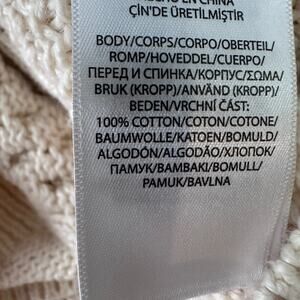 HECHO EN CHINA
ÇİN'DE ÜRETİLMİŞTİR
BODY/CORPS/CORPO/OBERTEIL/
ROMP/HOVEDDEL/CUERPO/
ПЕРЕД И СПИНКА/КОРПУС/ΣΩΜΑ/
BRUK (KROPP)/ANVÄND (KROPP)/
BEDEN/VRCHNÍ ČÁST:
100% COTTON/COTON/COTONE/
BAUMWOLLE/KATOEN/BOMULD/
ALGODÓN/ALGODÃO/ХЛОПОК/
ПАМУК/BAMBAKI/BOMULL/
PAMUK/BAVLNA